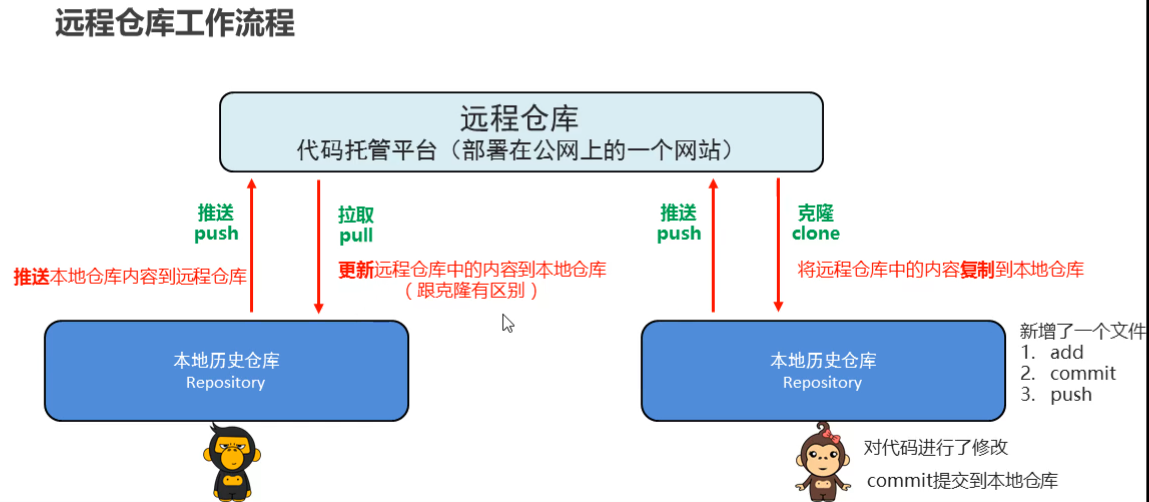 远程仓库工作流程
远程仓库
代码托管平台（部署在公网上的一个网站）
推送
push
拉取
pull
推送
push
克隆
clone
推送本地仓库内容到远程仓库
更新远程仓库中的内容到本地仓库
（跟克隆有区别）
将远程仓库中的内容复制到本地仓库
本地历史仓库
Repository
本地历史仓库
Repository
新增了一个文件
1. add
2. commit
3. push
对代码进行了修改
commit提交到本地仓库